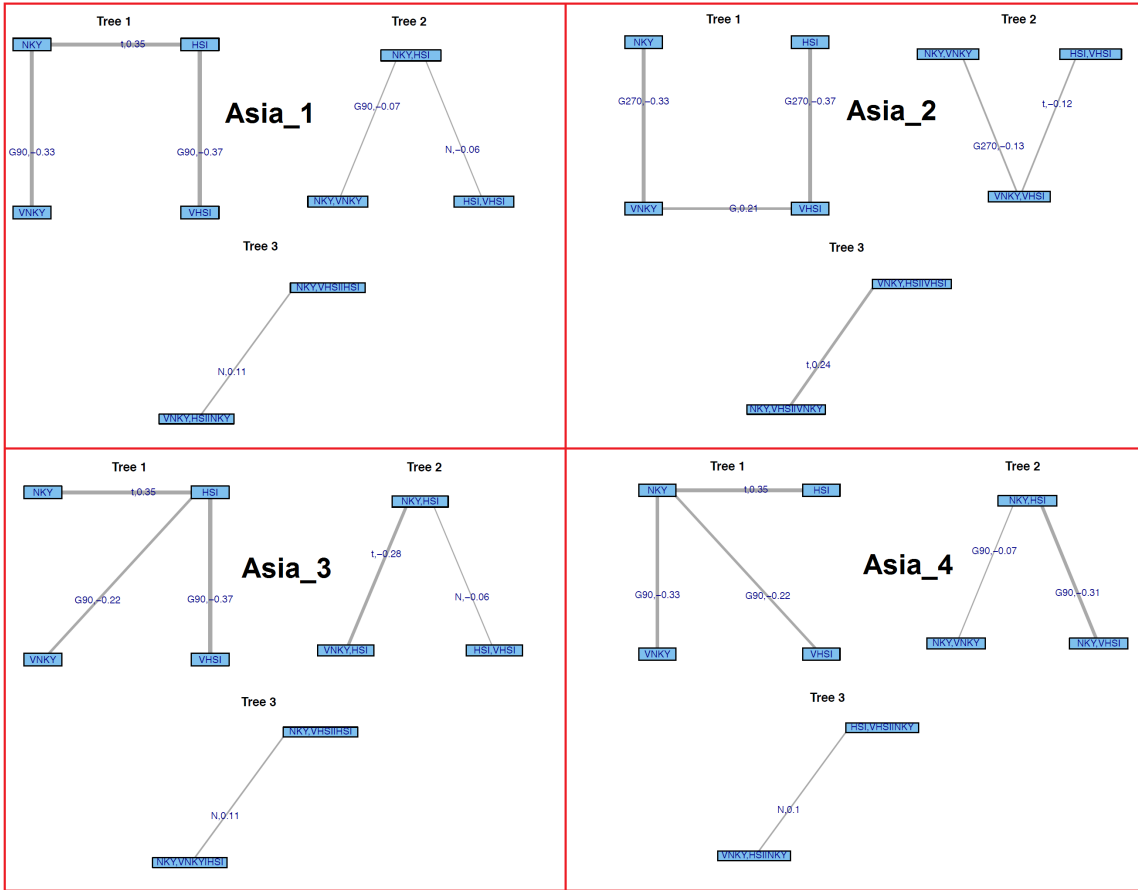 Tree 1
Tree 2
NKY
t,0.35
HSI
NKY,HSI
G90,−0.07
Asia_1
G90,−0.33
G90,−0.37
N,−0.06
VNKY
VHSI
NKY,VNKY
HSI,VHSI
Tree 3
NKY,VHSI|HSI
N,0.11
VNKY,HSI|NKY
Tree 1
Tree 2
NKY
HSI
NKY,VNKY
HSI,VHSI
G270,−0.33
G270,−0.37
Asia_2
t,−0.12
G270,−0.13
VNKY
G,0.21
VHSI
VNKY,VHSI
Tree 3
VNKY,HSI|VHSI
t,0.24
NKY,VHSI|VNKY
Tree 1
Tree 2
NKY
t,0.35
HSI
NKY,HSI
t,−0.28
Asia_3
G90,−0.22
G90,−0.37
N,−0.06
VNKY
VHSI
VNKY,HSI
HSI,VHSI
Tree 3
NKY,VHSI|HSI
N,0.11
NKY,VNKY|HSI
Tree 1
Tree 2
NKY
t,0.35
HSI
NKY,HSI
G90,−0.07
Asia_4
G90,−0.33
G90,−0.22
G90,−0.31
VNKY
VHSI
NKY,VNKY
NKY,VHSI
Tree 3
HSI,VHSI|NKY
N,0.1
VNKY,HSI|NKY